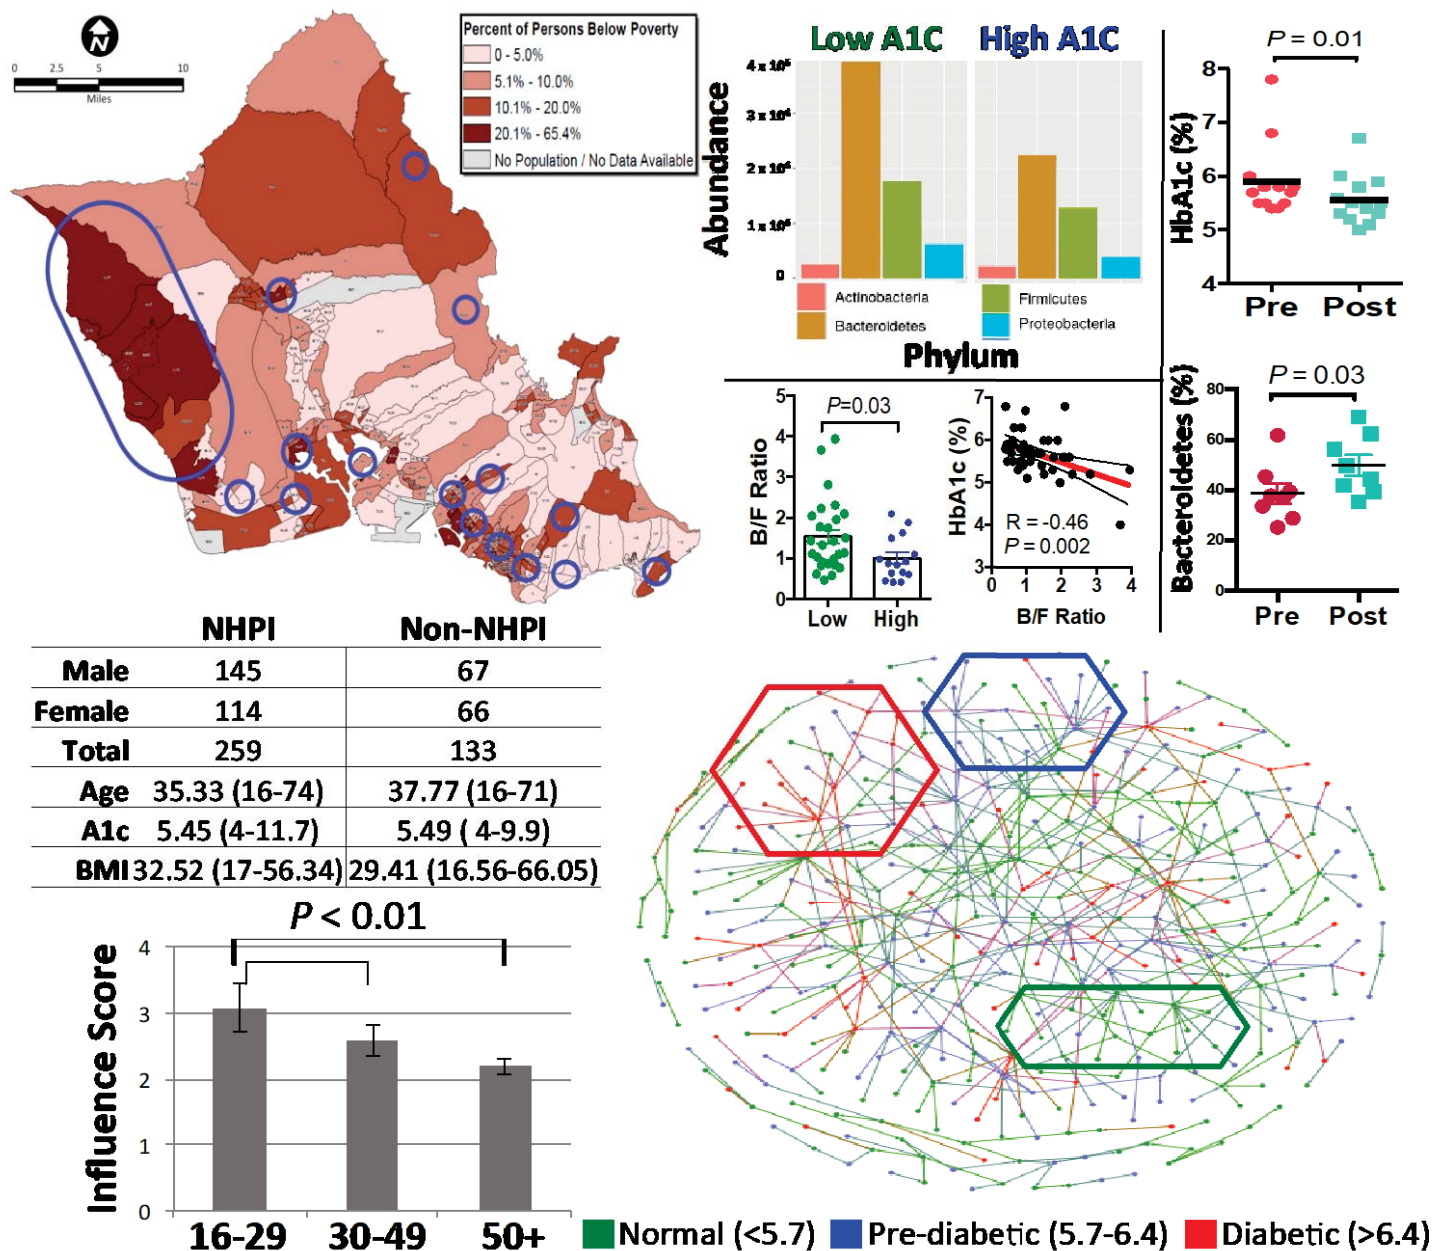 N
0 2.5 5 10
Miles
Percent of Persons Below Poverty
0 - 5.0%
5.1% - 10.0%
10.1% - 20.0%
20.1% - 65.4%
No Population / No Data Available
Low A1C High A1C
Abundance
3 x 10⁵
0
Actinobacteria
Bacteroidetes
Firmicutes
Proteobacteria
Phylum
P = 0.01
HbA1c (%)
8
7
6
5
4
Pre Post
P=0.03
B/F Ratio
5
4
3
2
1
0
Low High
HbA1c (%)
7
6
5
4
3
R = -0.46
P = 0.002
0 1 2 3 4
B/F Ratio
P = 0.03
Bacteroidetes (%)
80
60
40
20
0
Pre Post
NHPI Non-NHPI
Male 145 67
Female 114 66
Total 259 133
Age 35.33 (16-74) 37.77 (16-71)
A1c 5.45 (4-11.7) 5.49 ( 4-9.9)
BMI 32.52 (17-56.34) 29.41 (16.56-66.05)
P < 0.01
Influence Score
4
3
2
1
0
16-29 30-49 50+
Normal (<5.7) Pre-diabetic (5.7-6.4) Diabetic (>6.4)